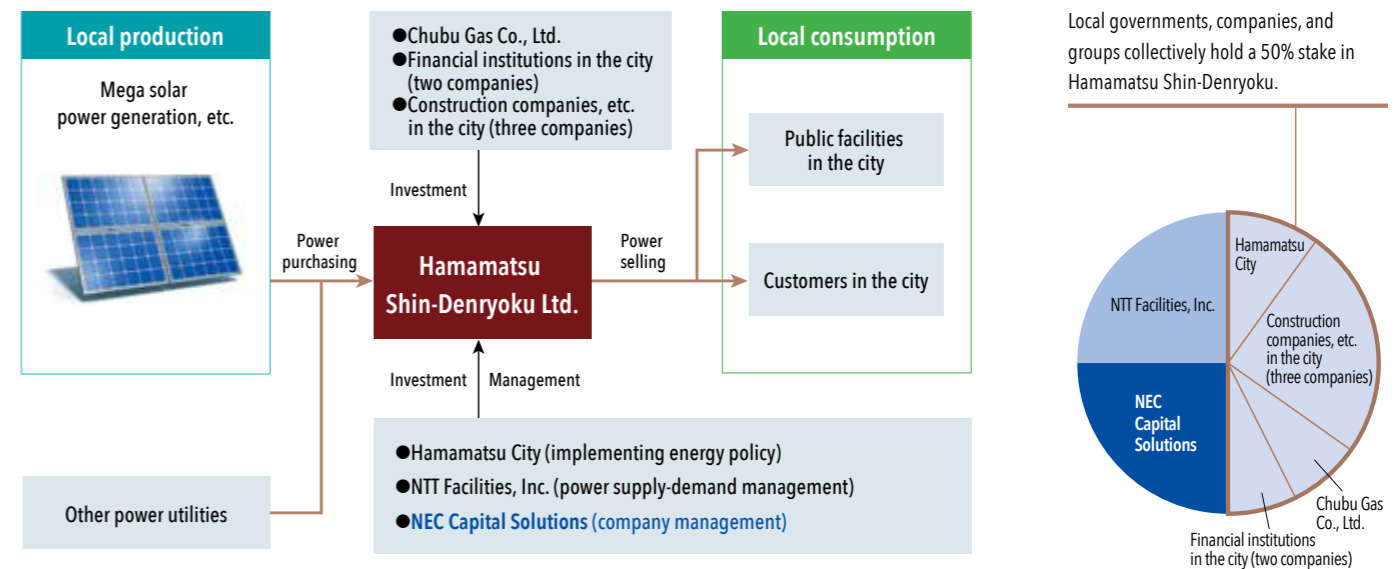 Local production
Mega solar
power generation, etc.
●Chubu Gas Co., Ltd.
●Financial institutions in the city
(two companies)
●Construction companies, etc.
in the city (three companies)
Local consumption
Public facilities
in the city
Customers in the city
Investment
Power
purchasing
Hamamatsu
Shin-Denryoku Ltd.
Power
selling
Investment
Management
Other power utilities
●Hamamatsu City (implementing energy policy)
●NTT Facilities, Inc. (power supply-demand management)
●NEC Capital Solutions (company management)
Local governments, companies, and
groups collectively hold a 50% stake in
Hamamatsu Shin-Denryoku.
Hamamatsu
City
NTT Facilities, Inc.
Construction
companies, etc.
in the city
(three companies)
NEC
Capital
Solutions
Chubu Gas
Co., Ltd.
Financial institutions
in the city (two companies)